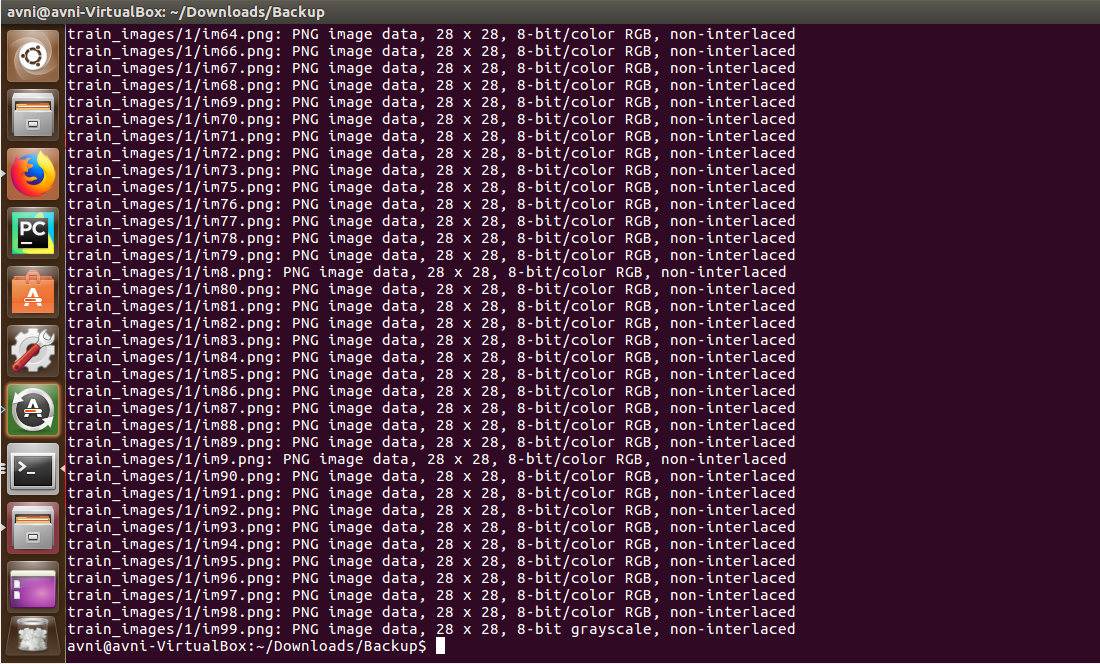 avni@avni-VirtualBox: ~/Downloads/Backup
train_images/1/im64.png: PNG image data, 28 x 28, 8-bit/color RGB, non-interlaced
train_images/1/im66.png: PNG image data, 28 x 28, 8-bit/color RGB, non-interlaced
train_images/1/im67.png: PNG image data, 28 x 28, 8-bit/color RGB, non-interlaced
train_images/1/im68.png: PNG image data, 28 x 28, 8-bit/color RGB, non-interlaced
train_images/1/im69.png: PNG image data, 28 x 28, 8-bit/color RGB, non-interlaced
train_images/1/im70.png: PNG image data, 28 x 28, 8-bit/color RGB, non-interlaced
train_images/1/im71.png: PNG image data, 28 x 28, 8-bit/color RGB, non-interlaced
train_images/1/im72.png: PNG image data, 28 x 28, 8-bit/color RGB, non-interlaced
train_images/1/im73.png: PNG image data, 28 x 28, 8-bit/color RGB, non-interlaced
train_images/1/im75.png: PNG image data, 28 x 28, 8-bit/color RGB, non-interlaced
train_images/1/im76.png: PNG image data, 28 x 28, 8-bit/color RGB, non-interlaced
train_images/1/im77.png: PNG image data, 28 x 28, 8-bit/color RGB, non-interlaced
train_images/1/im78.png: PNG image data, 28 x 28, 8-bit/color RGB, non-interlaced
train_images/1/im79.png: PNG image data, 28 x 28, 8-bit/color RGB, non-interlaced
train_images/1/im8.png: PNG image data, 28 x 28, 8-bit/color RGB, non-interlaced
train_images/1/im80.png: PNG image data, 28 x 28, 8-bit/color RGB, non-interlaced
train_images/1/im81.png: PNG image data, 28 x 28, 8-bit/color RGB, non-interlaced
train_images/1/im82.png: PNG image data, 28 x 28, 8-bit/color RGB, non-interlaced
train_images/1/im83.png: PNG image data, 28 x 28, 8-bit/color RGB, non-interlaced
train_images/1/im84.png: PNG image data, 28 x 28, 8-bit/color RGB, non-interlaced
train_images/1/im85.png: PNG image data, 28 x 28, 8-bit/color RGB, non-interlaced
train_images/1/im86.png: PNG image data, 28 x 28, 8-bit/color RGB, non-interlaced
train_images/1/im87.png: PNG image data, 28 x 28, 8-bit/color RGB, non-interlaced
train_images/1/im88.png: PNG image data, 28 x 28, 8-bit/color RGB, non-interlaced
train_images/1/im89.png: PNG image data, 28 x 28, 8-bit/color RGB, non-interlaced
train_images/1/im9.png: PNG image data, 28 x 28, 8-bit/color RGB, non-interlaced
train_images/1/im90.png: PNG image data, 28 x 28, 8-bit/color RGB, non-interlaced
train_images/1/im91.png: PNG image data, 28 x 28, 8-bit/color RGB, non-interlaced
train_images/1/im92.png: PNG image data, 28 x 28, 8-bit/color RGB, non-interlaced
train_images/1/im93.png: PNG image data, 28 x 28, 8-bit/color RGB, non-interlaced
train_images/1/im94.png: PNG image data, 28 x 28, 8-bit/color RGB, non-interlaced
train_images/1/im95.png: PNG image data, 28 x 28, 8-bit/color RGB, non-interlaced
train_images/1/im96.png: PNG image data, 28 x 28, 8-bit/color RGB, non-interlaced
train_images/1/im97.png: PNG image data, 28 x 28, 8-bit/color RGB, non-interlaced
train_images/1/im98.png: PNG image data, 28 x 28, 8-bit/color RGB, non-interlaced
train_images/1/im99.png: PNG image data, 28 x 28, 8-bit grayscale, non-interlaced
avni@avni-VirtualBox:~/Downloads/Backup$
PC